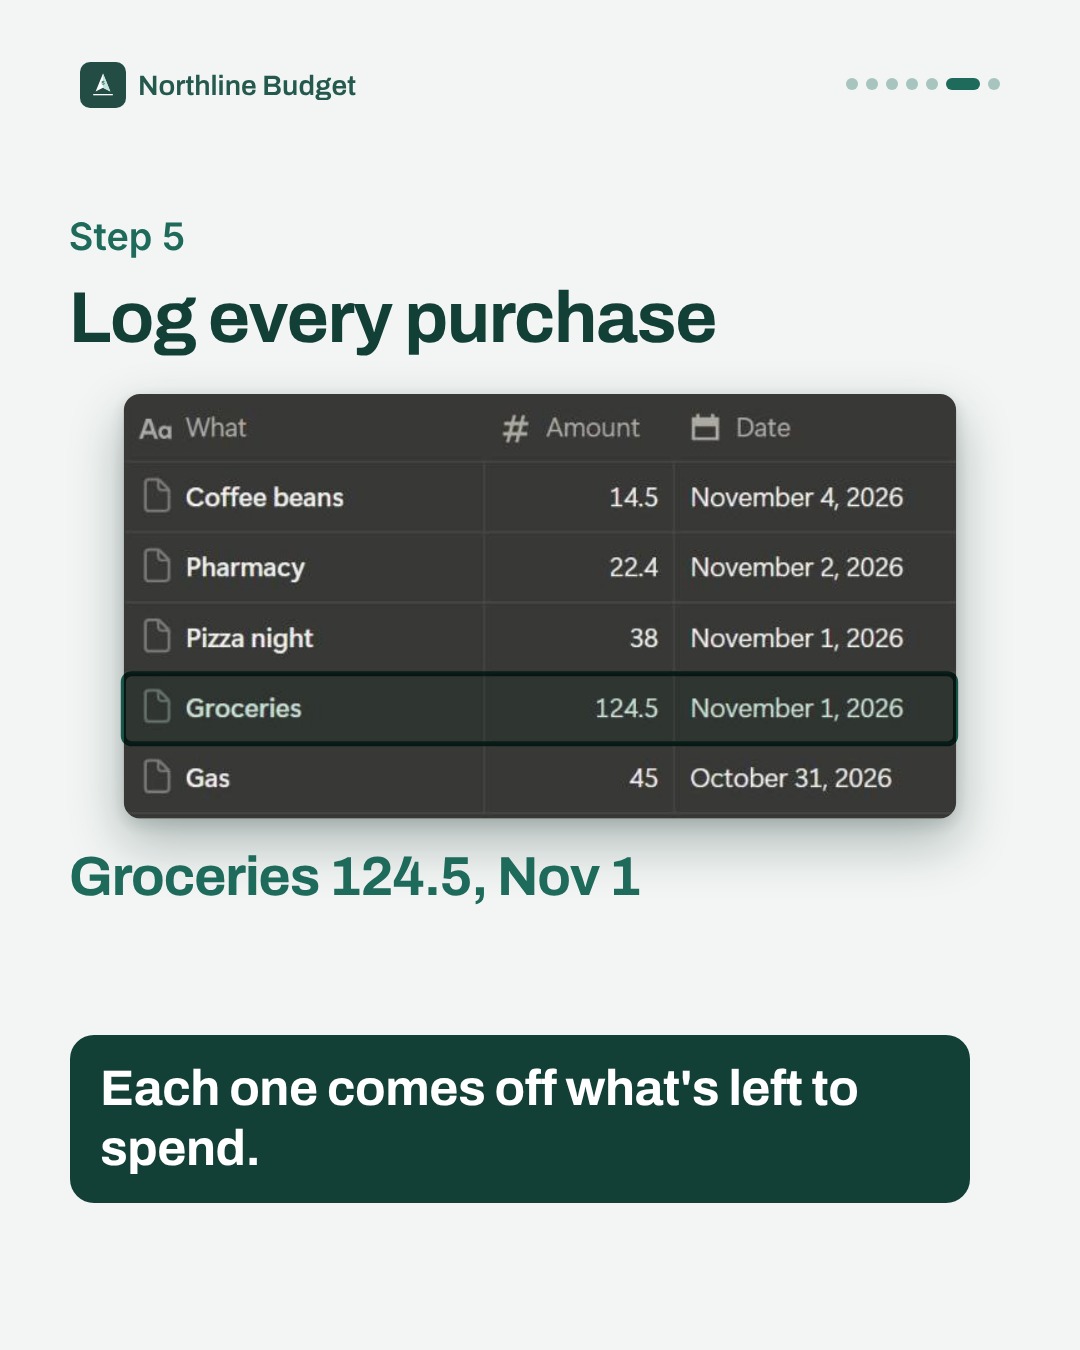 Northline Budget
Step 5
Log every purchase
Aa What # Amount Date
Coffee beans 14.5 November 4, 2026
Pharmacy 22.4 November 2, 2026
Pizza night 38 November 1, 2026
Groceries 124.5 November 1, 2026
Gas 45 October 31, 2026
Groceries 124.5, Nov 1
Each one comes off what's left to
spend.